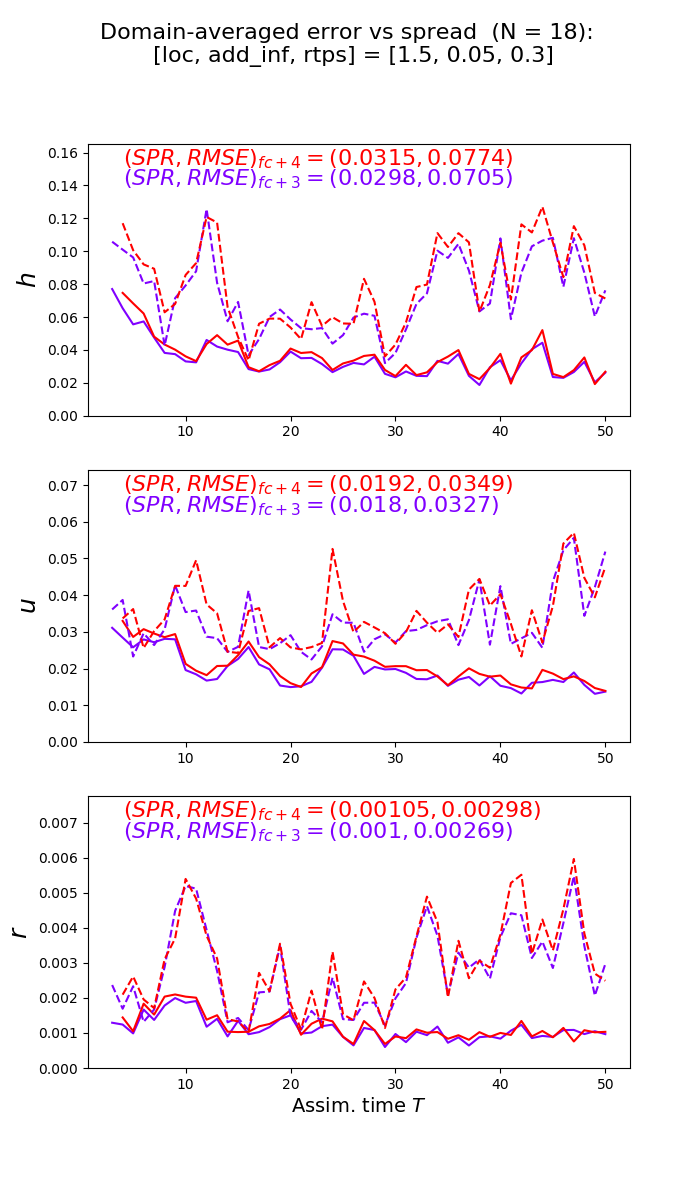 Domain-averaged error vs spread (N = 18):
[loc, add_inf, rtps] = [1.5, 0.05, 0.3]
0.16
0.14
0.12
0.10
0.08
0.06
0.04
0.02
0.00
h
(SPR, RMSE)fc+4 = (0.0315, 0.0774)
(SPR, RMSE)fc+3 = (0.0298, 0.0705)
10 20 30 40 50
0.07
0.06
0.05
0.04
0.03
0.02
0.01
0.00
u
(SPR, RMSE)fc+4 = (0.0192, 0.0349)
(SPR, RMSE)fc+3 = (0.018, 0.0327)
10 20 30 40 50
0.007
0.006
0.005
0.004
0.003
0.002
0.001
0.000
r
(SPR, RMSE)fc+4 = (0.00105, 0.00298)
(SPR, RMSE)fc+3 = (0.001, 0.00269)
10 20 30 40 50
Assim. time T